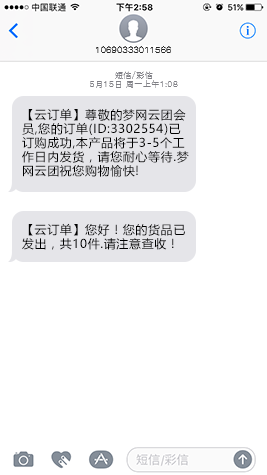 中国联通
下午2:58
51%
10690333011566
短信/彩信
5月15日 周一上午1:08
【云订单】尊敬的梦网云团会
员,您的订单(ID:3302554)已
订购成功,本产品将于3-5个工
作日内发货，请您耐心等待.梦
网云团祝您购物愉快!
【云订单】您好！您的货品已
发出，共10件.请注意查收！
短信/彩信